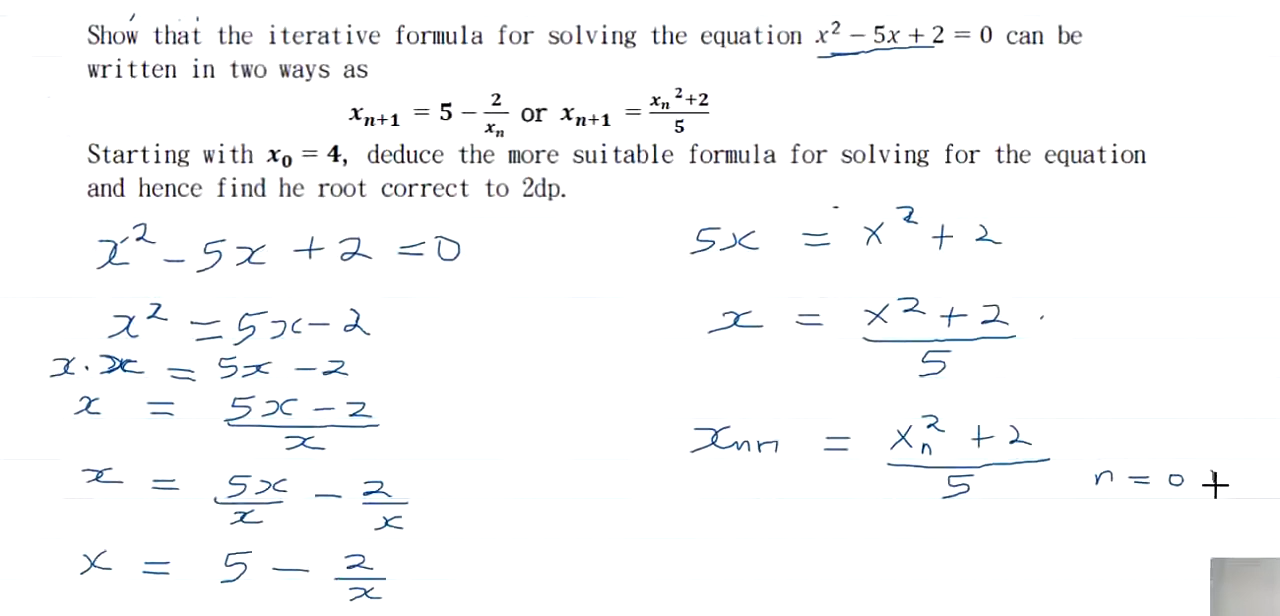 Show that the iterative formula for solving the equation x² − 5x + 2 = 0 can be
written in two ways as
xₙ₊₁ = 5 − 2/xₙ or xₙ₊₁ = (xₙ²+2)/5
Starting with x₀ = 4, deduce the more suitable formula for solving for the equation
and hence find he root correct to 2dp.
x² − 5x + 2 = 0
x² = 5x − 2
x . x = 5x − 2
x = (5x − 2)/x
x = 5x/x − 2/x
x = 5 − 2/x
5x = x² + 2
x = (x² + 2)/5
xₙ₊₁ = (xₙ² + 2)/5 n = 0